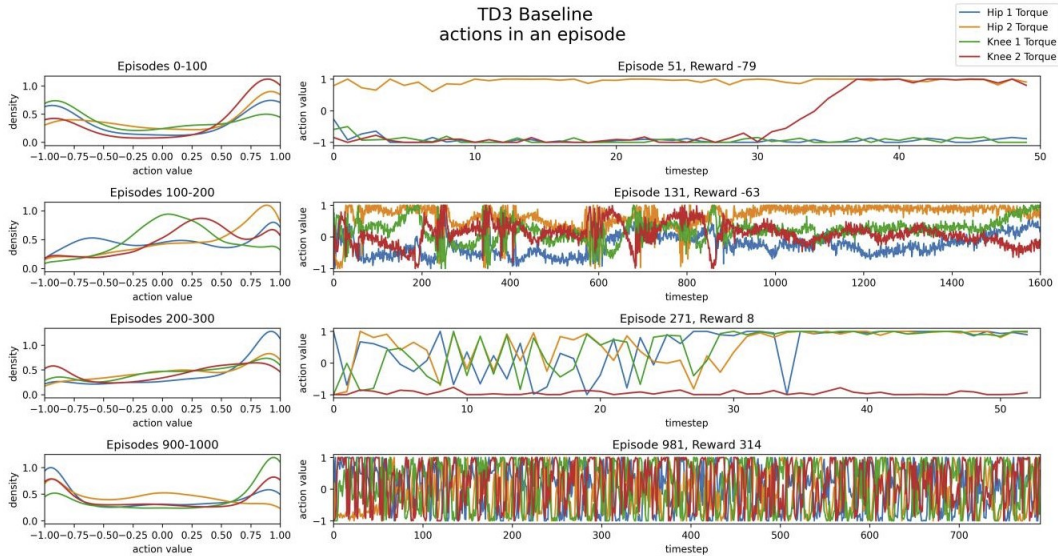 TD3 Baseline
actions in an episode
Hip 1 Torque
Hip 2 Torque
Knee 1 Torque
Knee 2 Torque
Episodes 0-100
density
1.0
0.5
0.0
−1.00 −0.75 −0.50 −0.25 0.00 0.25 0.50 0.75 1.00
action value
Episode 51, Reward -79
action value
1
0
−1
0 10 20 30 40 50
timestep
Episodes 100-200
density
1.0
0.5
0.0
−1.00 −0.75 −0.50 −0.25 0.00 0.25 0.50 0.75 1.00
action value
Episode 131, Reward -63
action value
1
0
−1
0 200 400 600 800 1000 1200 1400 1600
timestep
Episodes 200-300
density
1.0
0.5
0.0
−1.00 −0.75 −0.50 −0.25 0.00 0.25 0.50 0.75 1.00
action value
Episode 271, Reward 8
action value
1
0
−1
0 10 20 30 40 50
timestep
Episodes 900-1000
density
1.0
0.5
0.0
−1.00 −0.75 −0.50 −0.25 0.00 0.25 0.50 0.75 1.00
action value
Episode 981, Reward 314
action value
1
0
−1
0 100 200 300 400 500 600 700
timestep